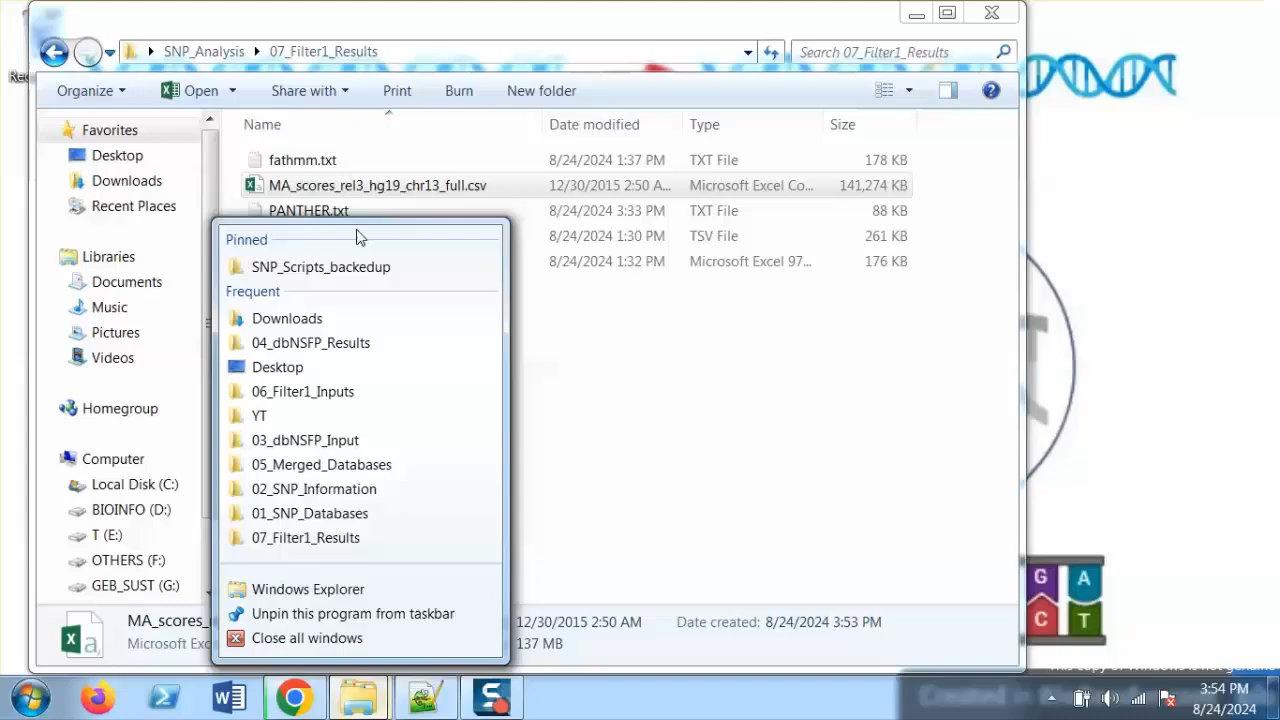 SNP_Analysis
07_Filter1_Results
Search 07_Filter1_Results
Organize
Open
Share with
Print
Burn
New folder
Name
Date modified
Type
Size
Favorites
Desktop
Downloads
Recent Places
Libraries
Documents
Music
Pictures
Videos
Homegroup
Computer
Local Disk (C:)
BIOINFO (D:)
T (E:)
OTHERS (F:)
GEB_SUST (G:)
fathmm.txt 8/24/2024 1:37 PM TXT File 178 KB
MA_scores_rel3_hg19_chr13_full.csv 12/30/2015 2:50 A... Microsoft Excel Co... 141,274 KB
PANTHER.txt 8/24/2024 3:33 PM TXT File 88 KB
8/24/2024 1:30 PM TSV File 261 KB
8/24/2024 1:32 PM Microsoft Excel 97... 176 KB
Pinned
SNP_Scripts_backedup
Frequent
Downloads
04_dbNSFP_Results
Desktop
06_Filter1_Inputs
YT
03_dbNSFP_Input
05_Merged_Databases
02_SNP_Information
01_SNP_Databases
07_Filter1_Results
Windows Explorer
Unpin this program from taskbar
Close all windows
MA_scores_
12/30/2015 2:50 AM
Date created: 8/24/2024 3:53 PM
Microsoft Exc
137 MB
G A
C T
3:54 PM
8/24/2024